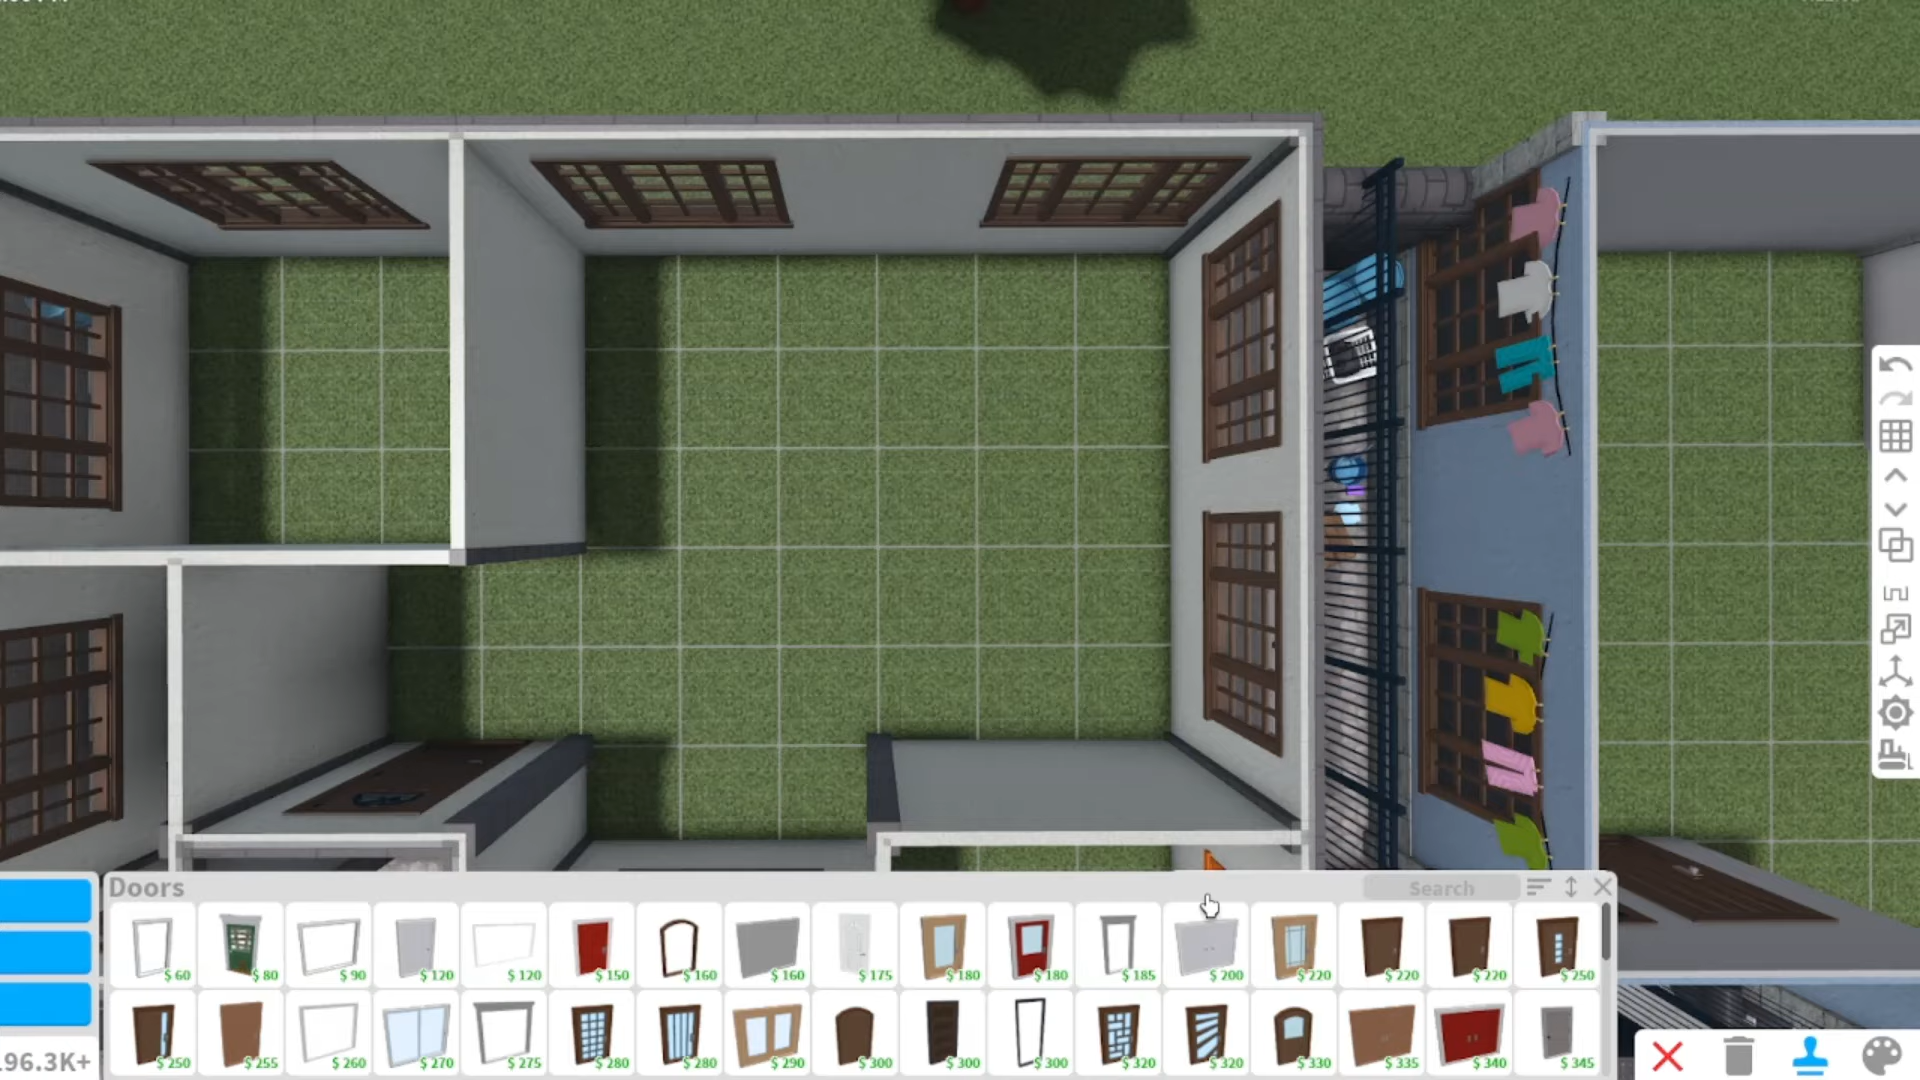 Doors
Search
$ 60 $ 80 $ 90 $ 120 $ 120 $ 150 $ 160 $ 160 $ 175 $ 180 $ 180 $ 185 $ 200 $ 220 $ 220 $ 220 $ 250
$ 250 $ 255 $ 260 $ 270 $ 275 $ 280 $ 280 $ 290 $ 300 $ 300 $ 300 $ 320 $ 320 $ 330 $ 335 $ 340 $ 345
96.3K+